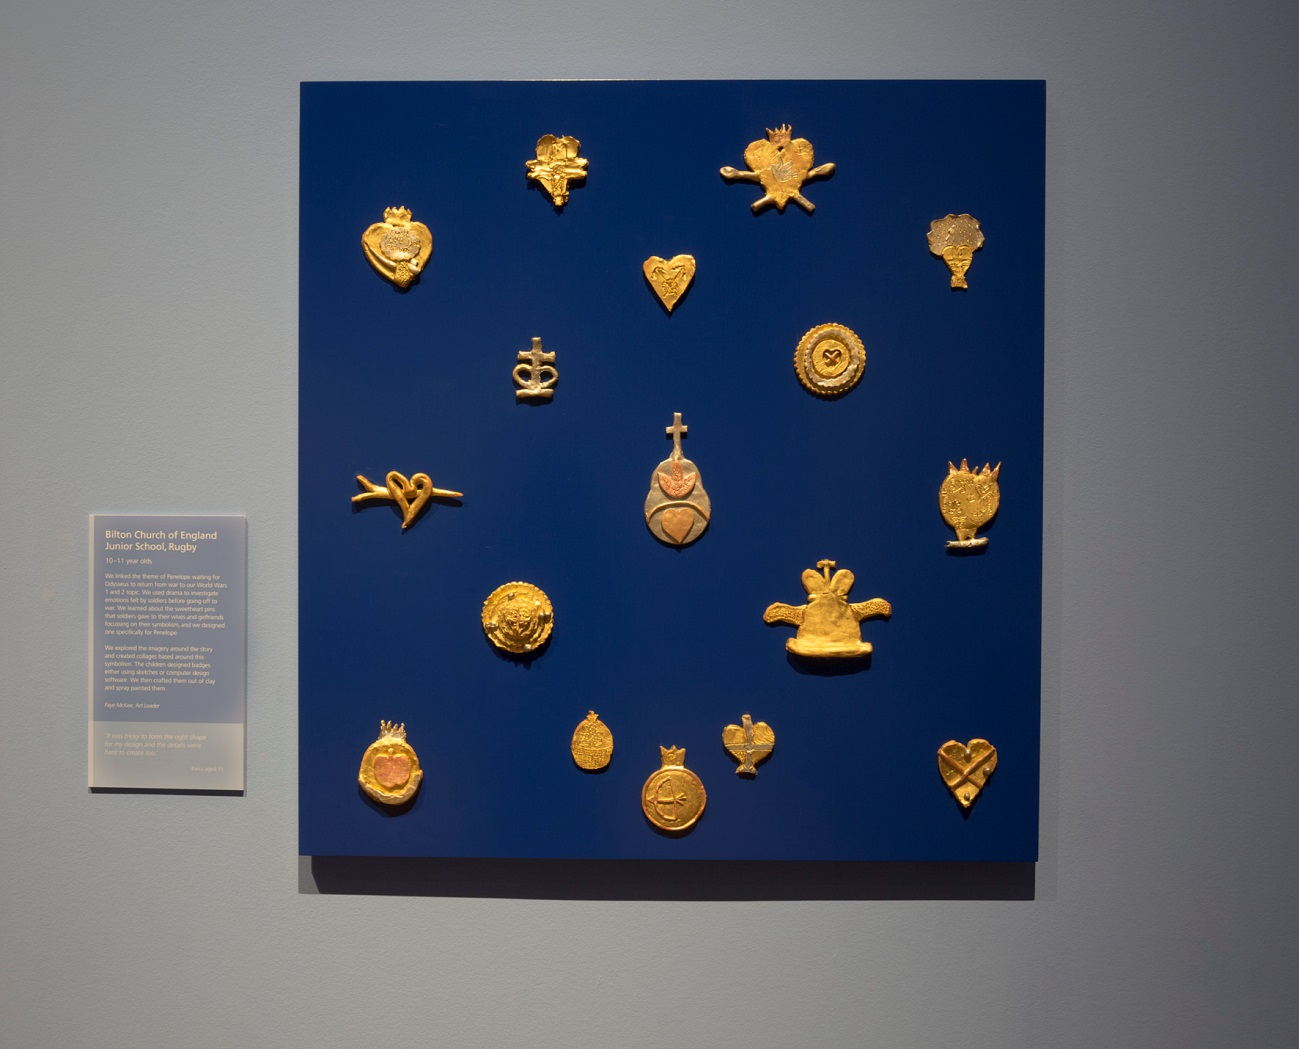 Bilton Church of England
Junior School, Rugby
10–11 year olds
We linked the theme of Penelope waiting for
Odysseus to return from war to our World Wars
1 and 2 topic. We used drama to investigate
emotions felt by soldiers before going off to
war. We learned about the sweetheart pins
that soldiers gave to their wives and girlfriends
focussing on their symbolism, and we designed
one specifically for Penelope.
We explored the imagery around the story
and created collages based around this
symbolism. The children designed badges
either using sketches or computer design
software. We then crafted them out of clay
and spray painted them.
Faye McKee, Art Leader
'It was tricky to form the right shape
for my design and the details were
hard to create too.'
aged 11